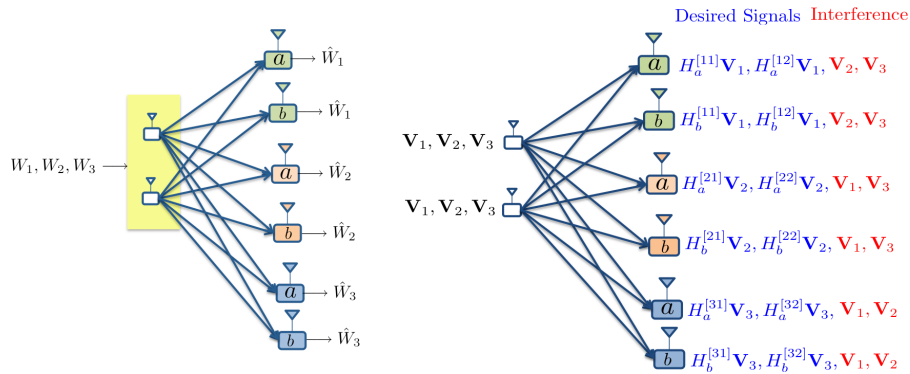 Desired Signals Interference
a → Ŵ₁
b → Ŵ₁
W₁, W₂, W₃ →
a → Ŵ₂
b → Ŵ₂
a → Ŵ₃
b → Ŵ₃
V₁, V₂, V₃
V₁, V₂, V₃
a H_a^{[11]}V₁, H_a^{[12]}V₁, V₂, V₃
b H_b^{[11]}V₁, H_b^{[12]}V₁, V₂, V₃
a H_a^{[21]}V₂, H_a^{[22]}V₂, V₁, V₃
b H_b^{[21]}V₂, H_b^{[22]}V₂, V₁, V₃
a H_a^{[31]}V₃, H_a^{[32]}V₃, V₁, V₂
b H_b^{[31]}V₃, H_b^{[32]}V₃, V₁, V₂